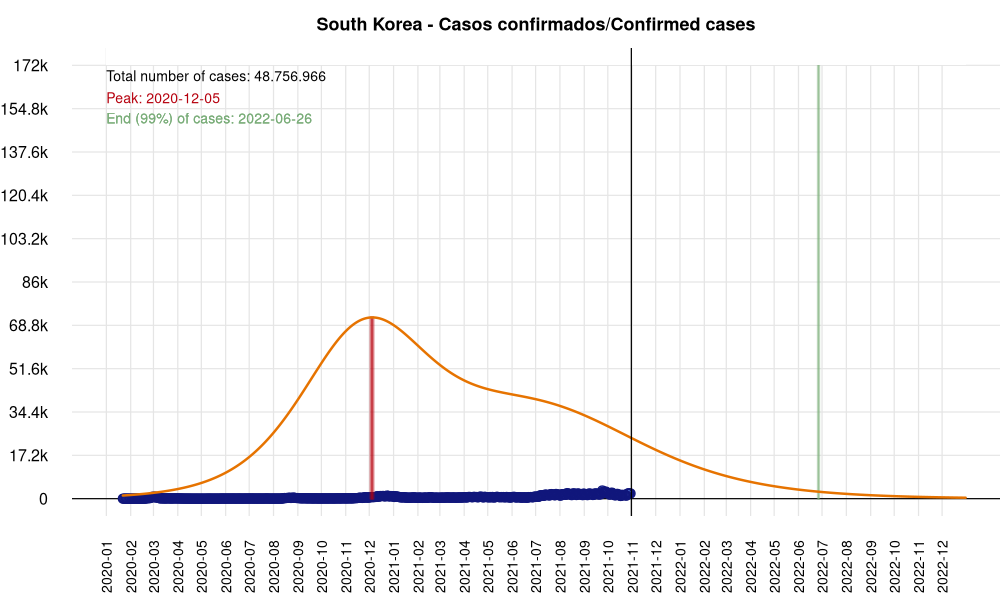 South Korea - Casos confirmados/Confirmed cases
172k
Total number of cases: 48.756.966
Peak: 2020-12-05
154.8k
End (99%) of cases: 2022-06-26
137.6k
120.4k
103.2k
86k
68.8k
51.6k
34.4k
17.2k
0
2020-01
2020-02
2020-03
2020-04
2020-05
2020-06
2020-07
2020-08
2020-09
2020-10
2020-11
2020-12
2021-01
2021-02
2021-03
2021-04
2021-05
2021-06
2021-07
2021-08
2021-09
2021-10
2021-11
2021-12
2022-01
2022-02
2022-03
2022-04
2022-05
2022-06
2022-07
2022-08
2022-09
2022-10
2022-11
2022-12